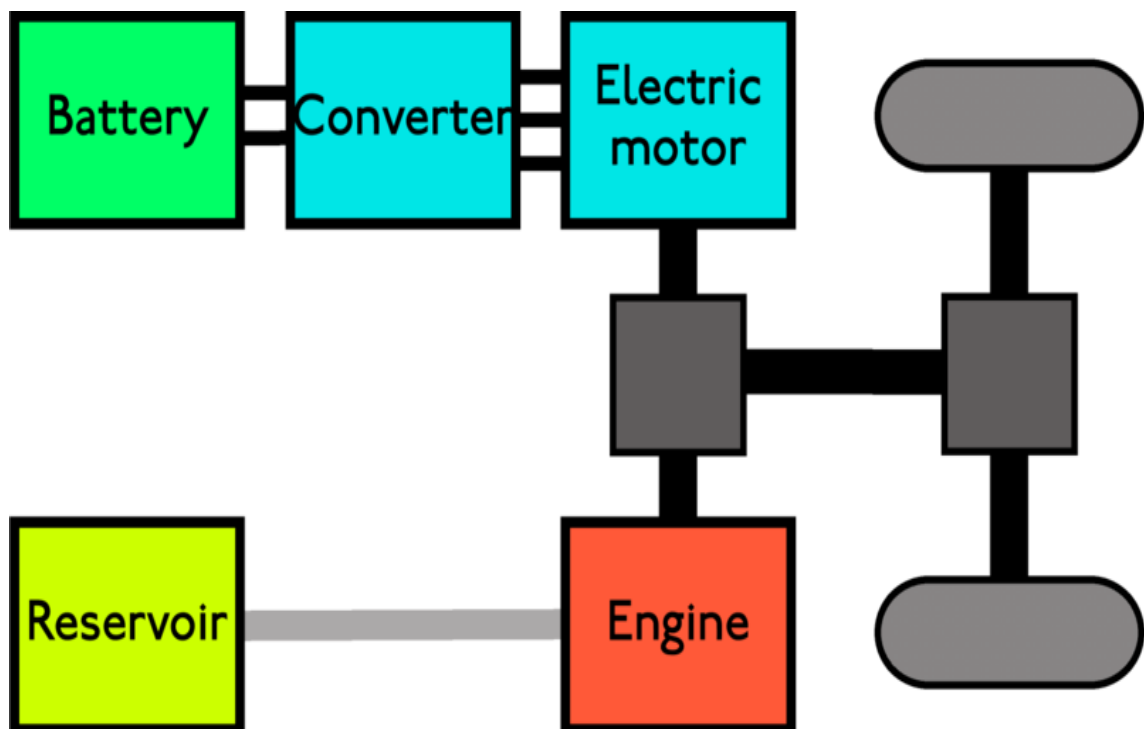 Battery
Converter
Electric
motor
Reservoir
Engine